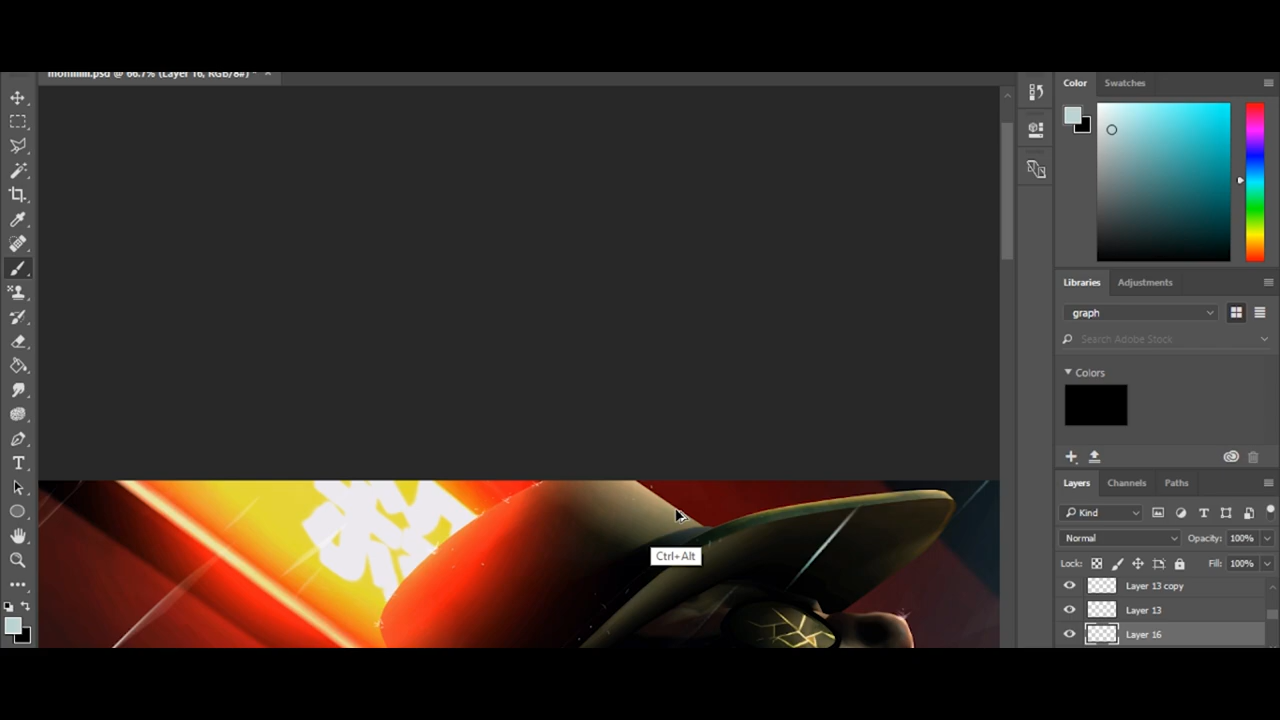 Color Swatches
Libraries Adjustments
graph
Search Adobe Stock
Colors
Layers Channels Paths
Kind
Normal Opacity: 100%
Lock: Fill: 100%
Layer 13 copy
Layer 13
Layer 16
Ctrl+Alt